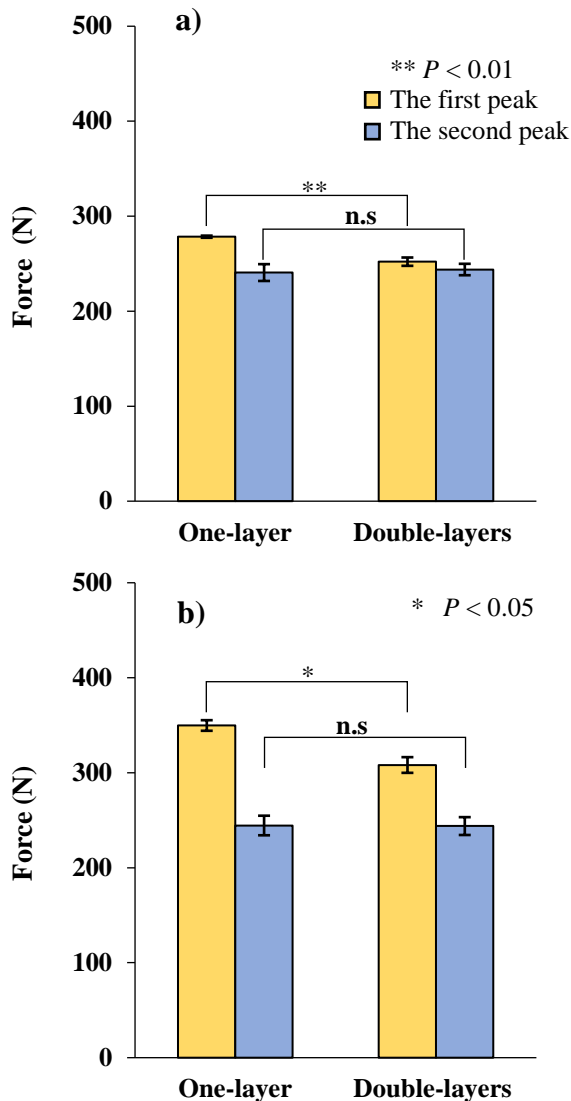 a)
** P < 0.01
The first peak
The second peak
500
400
300
200
100
0
Force (N)
**
n.s
One-layer Double-layers
b)
* P < 0.05
500
400
300
200
100
0
Force (N)
*
n.s
One-layer Double-layers